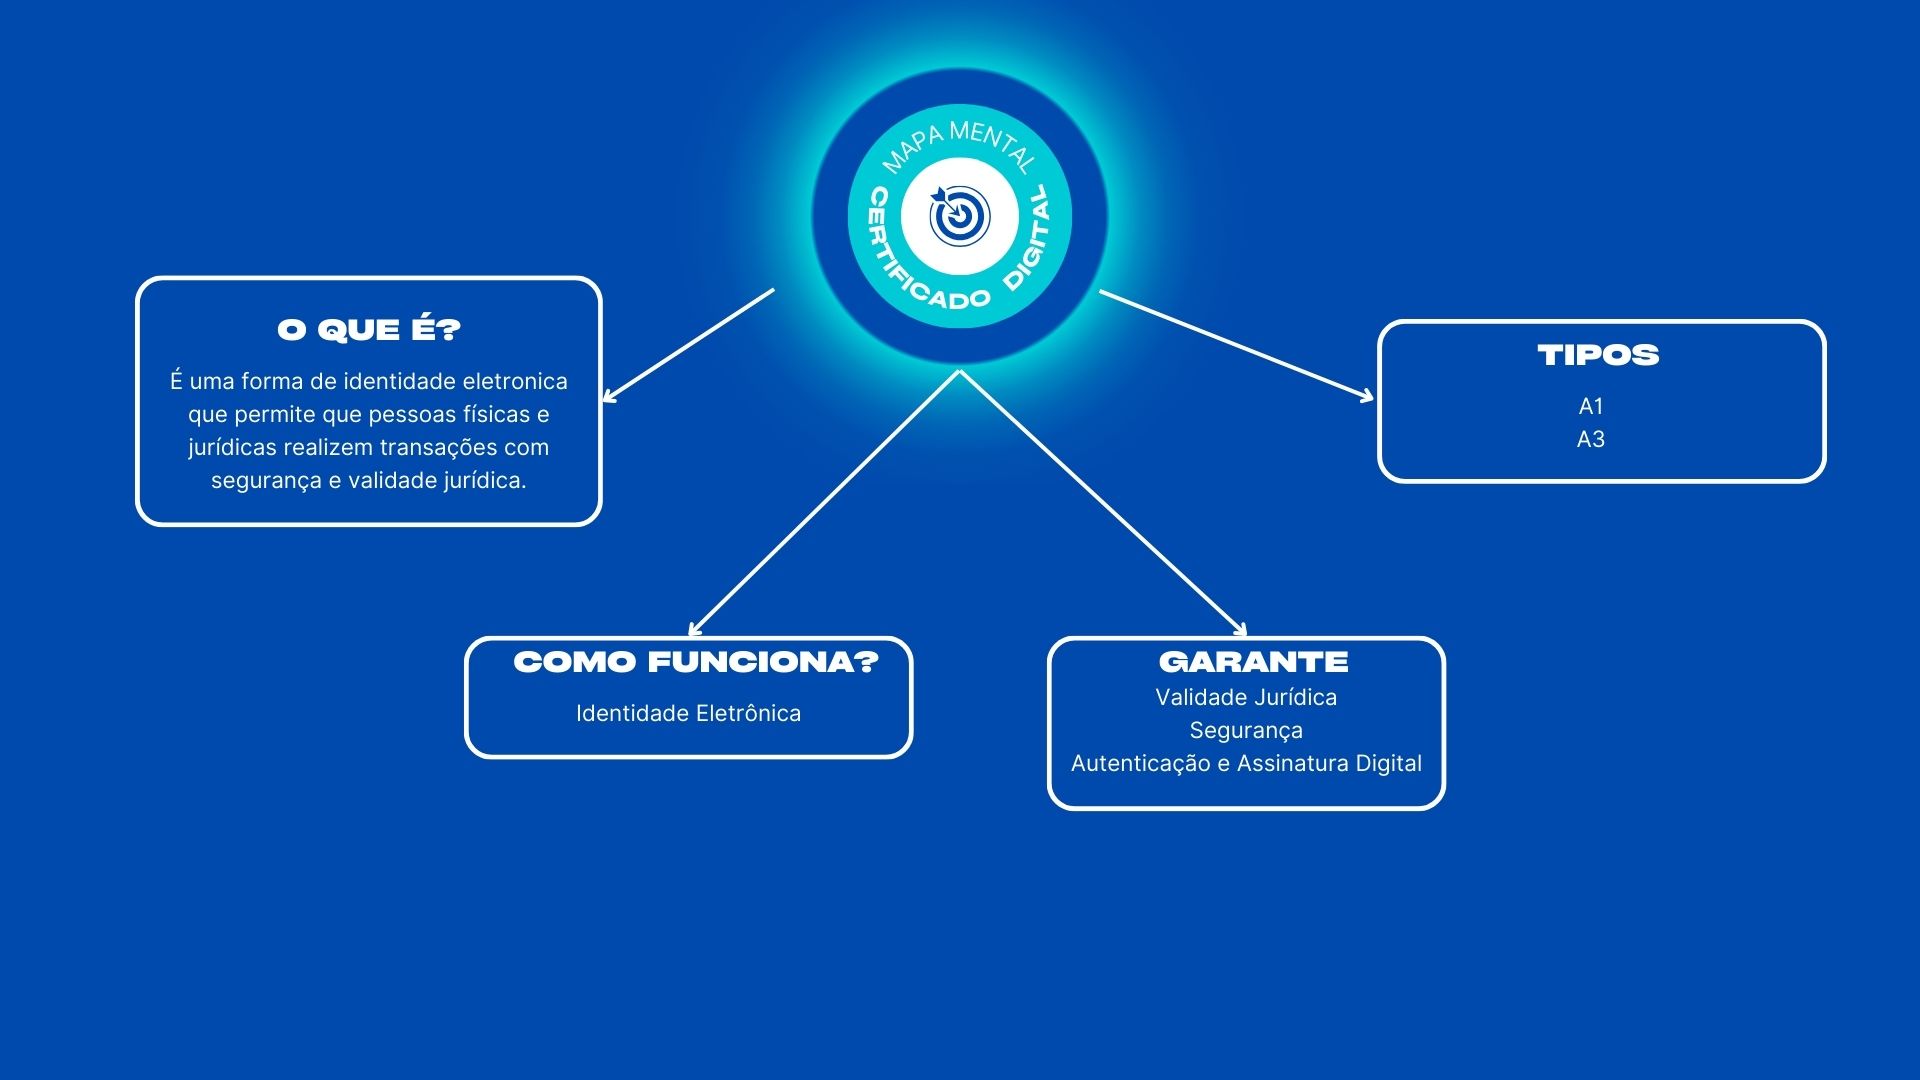 MAPA MENTAL
CERTIFICADO DIGITAL
O QUE É?
É uma forma de identidade eletronica
que permite que pessoas físicas e
jurídicas realizem transações com
segurança e validade jurídica.
TIPOS
A1
A3
COMO FUNCIONA?
Identidade Eletrônica
GARANTE
Validade Jurídica
Segurança
Autenticação e Assinatura Digital